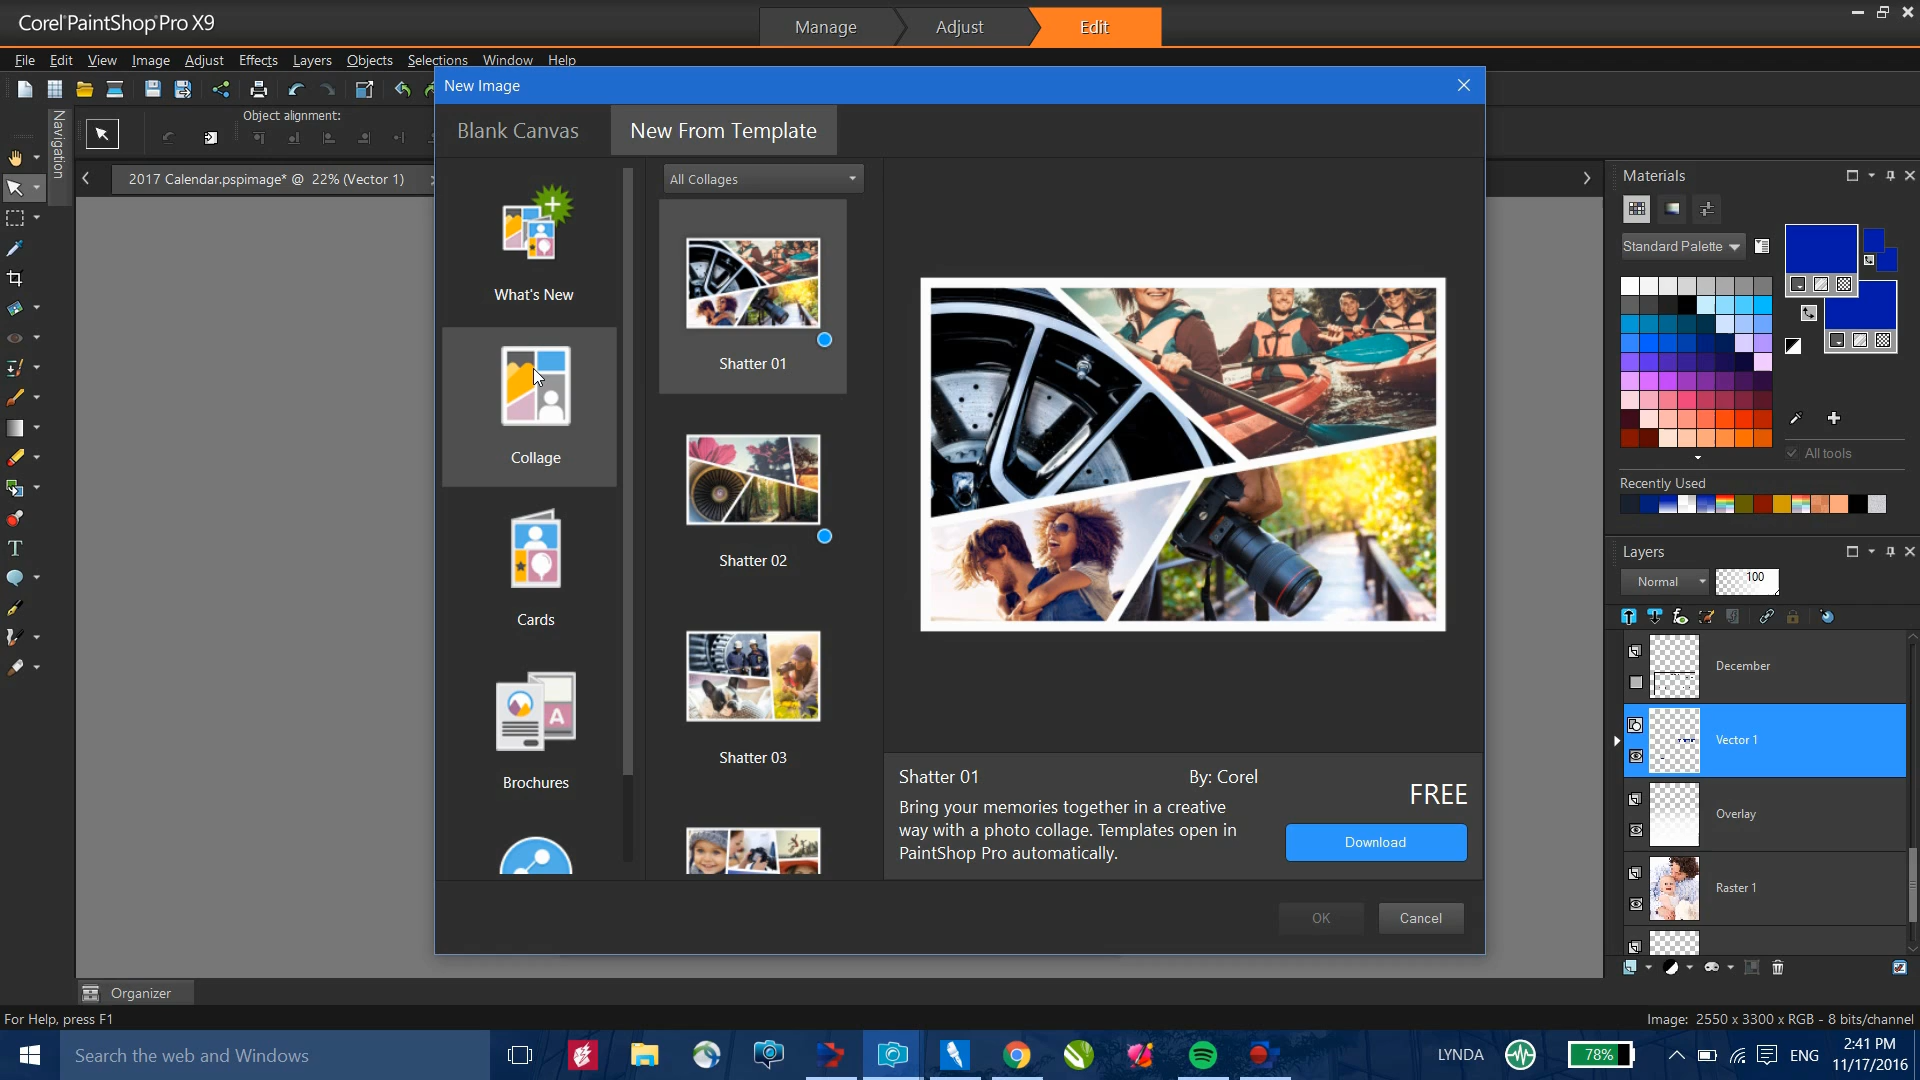 Corel PaintShop Pro X9
Manage
Adjust
Edit
File Edit View Image Adjust Effects Layers Objects Selections Window Help
New Image
Navigation
Object alignment:
Blank Canvas
New From Template
2017 Calendar.pspimage* @ 22% (Vector 1)
All Collages
What's New
Collage
Cards
Brochures
Shatter 01
Shatter 02
Shatter 03
Shatter 01
By: Corel
Bring your memories together in a creative
way with a photo collage. Templates open in
PaintShop Pro automatically.
FREE
Download
OK
Cancel
Materials
Standard Palette
All tools
Recently Used
Layers
Normal
100
December
Vector 1
Overlay
Raster 1
Organizer
For Help, press F1
Image: 2550 x 3300 x RGB - 8 bits/channel
Search the web and Windows
LYNDA
78%
ENG
2:41 PM
11/17/2016